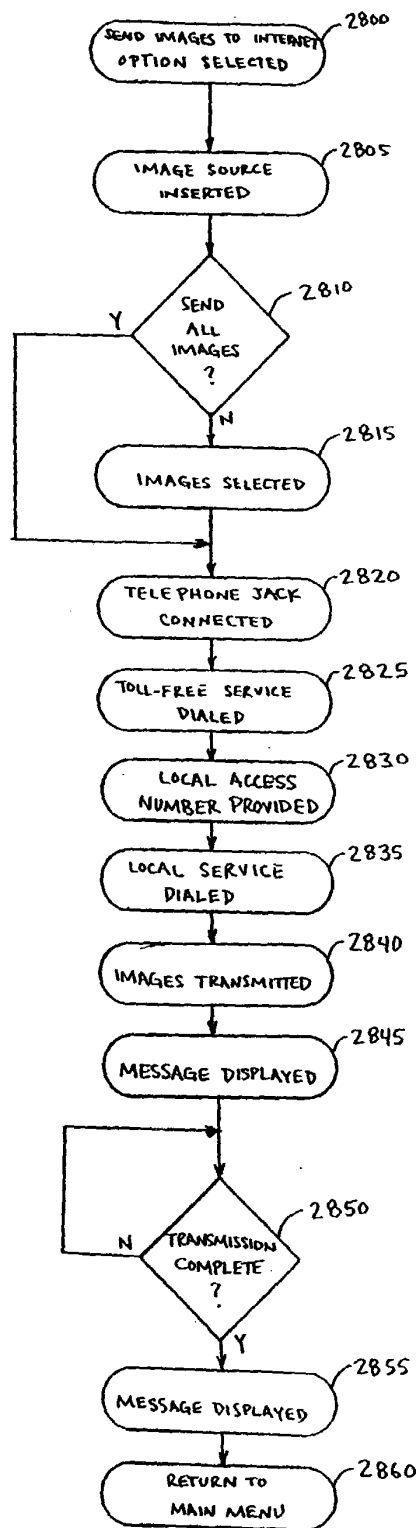 2800
SEND IMAGES TO INTERNET
OPTION SELECTED
2805
IMAGE SOURCE
INSERTED
2810
SEND
ALL
IMAGES
?
Y
N
2815
IMAGES SELECTED
2820
TELEPHONE JACK
CONNECTED
2825
TOLL-FREE SERVICE
DIALED
2830
LOCAL ACCESS
NUMBER PROVIDED
2835
LOCAL SERVICE
DIALED
2840
IMAGES TRANSMITTED
2845
MESSAGE DISPLAYED
2850
TRANSMISSION
COMPLETE
?
N
Y
2855
MESSAGE DISPLAYED
2860
RETURN TO
MAIN MENU